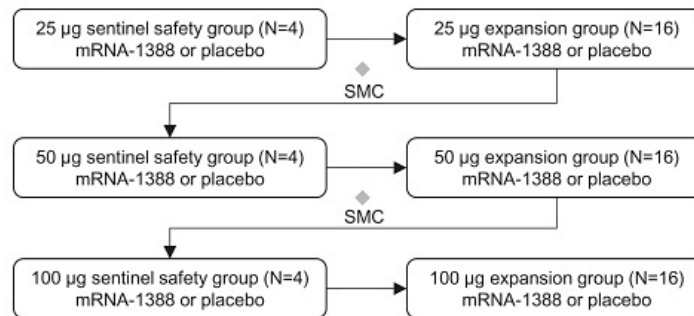 25 µg sentinel safety group (N=4)
mRNA-1388 or placebo
25 µg expansion group (N=16)
mRNA-1388 or placebo
SMC
50 µg sentinel safety group (N=4)
mRNA-1388 or placebo
50 µg expansion group (N=16)
mRNA-1388 or placebo
SMC
100 µg sentinel safety group (N=4)
mRNA-1388 or placebo
100 µg expansion group (N=16)
mRNA-1388 or placebo